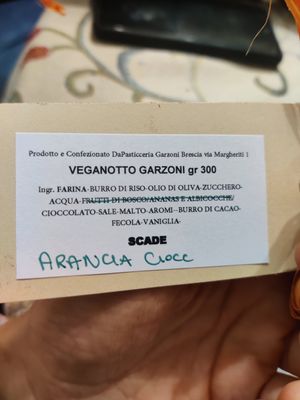 Prodotto e Confezionato DaPasticceria Garzoni Brescia via Margheriti 1
VEGANOTTO GARZONI gr 300
Ingr. FARINA-BURRO DI RISO-OLIO DI OLIVA-ZUCCHERO-
ACQUA-FRUTTI DI BOSCO/ANANAS E ALBICOCCHE/
CIOCCOLATO-SALE-MALTO-AROMI--BURRO DI CACAO-
FECOLA-VANIGLIA-
SCADE
ARANCIA CIOCC